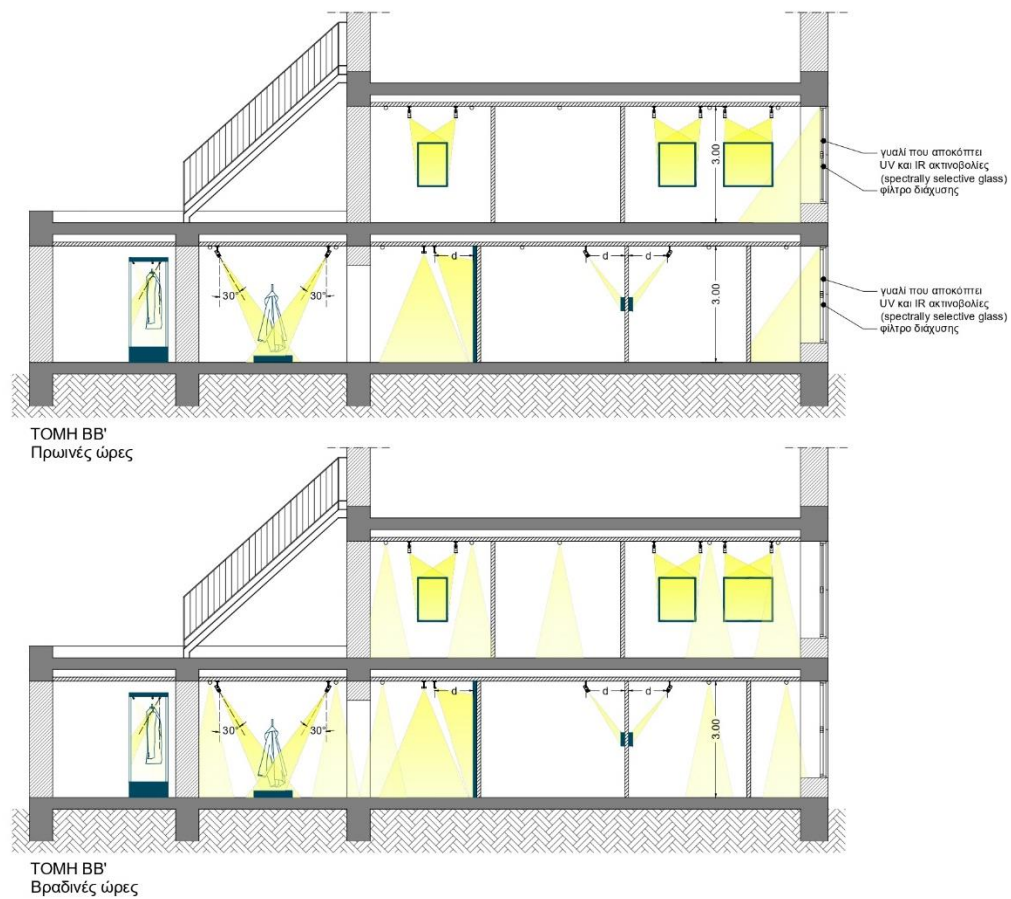 3.00
γυαλί που αποκόπτει
UV και IR ακτινοβολίες
(spectrally selective glass)
φίλτρο διάχυσης
30°
30°
d
d
d
3.00
γυαλί που αποκόπτει
UV και IR ακτινοβολίες
(spectrally selective glass)
φίλτρο διάχυσης
ΤΟΜΗ ΒΒ'
Πρωινές ώρες
30°
30°
d
d
d
3.00
ΤΟΜΗ ΒΒ'
Βραδινές ώρες